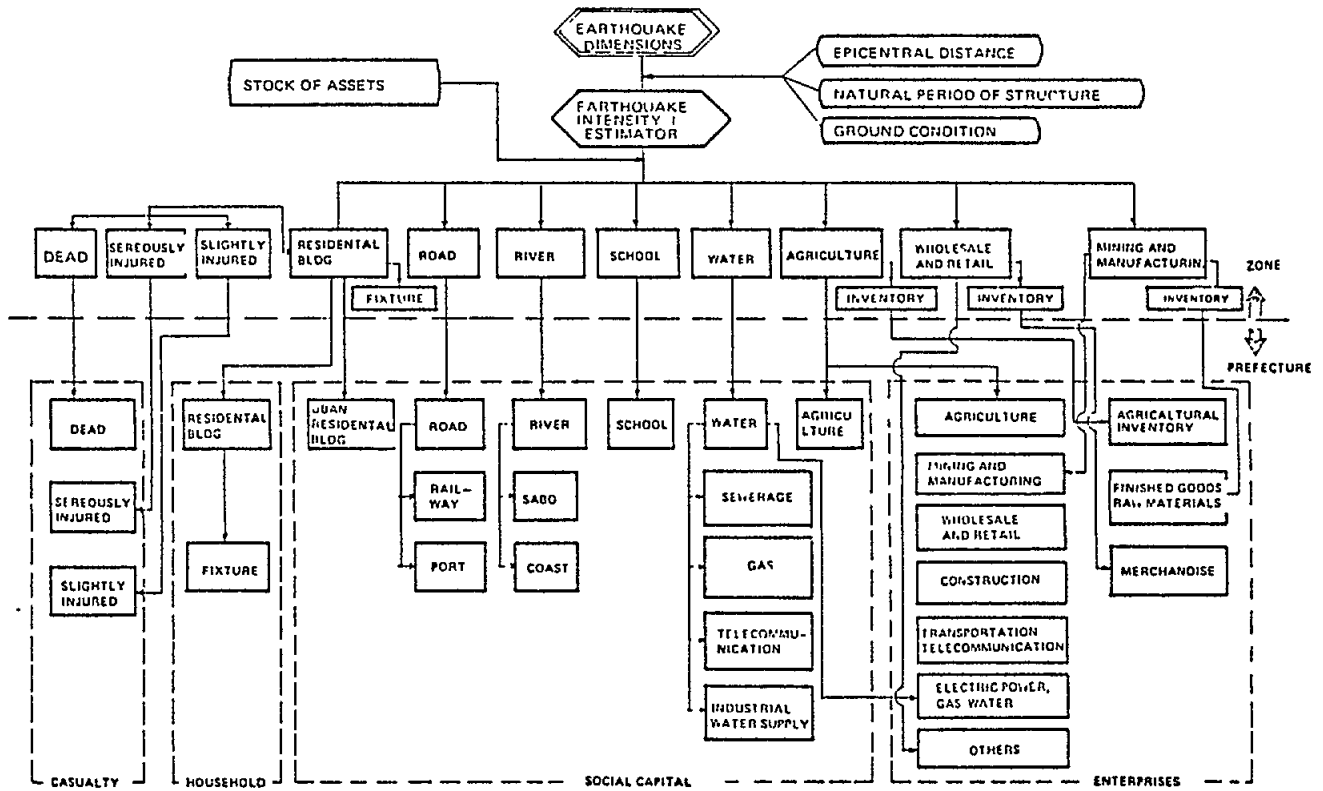 EARTHQUAKE
DIMENSIONS
EPICENTRAL DISTANCE
STOCK OF ASSETS
NATURAL PERIOD OF STRUCTURE
EARTHQUAKE
INTENSITY
ESTIMATOR
GROUND CONDITION
DEAD
SEREOUSLY
INJURED
SLIGHTLY
INJURED
RESIDENTAL
BLOG
ROAD
RIVER
SCHOOL
WATER
AGRICULTURE
WHOLESALE
AND RETAIL
MINING AND
MANUFACTURIN
ZONE
FIXTURE
INVENTORY
INVENTORY
INVENTORY
PREFECTURE
DEAD
SEREOUSLY
INJURED
SLIGHTLY
INJURED
CASUALTY
RESIDENTAL
BLOG
FIXTURE
HOUSEHOLD
RESIDENTAL
BLOG
ROAD
RAIL-
WAY
PORT
RIVER
SABO
COAST
SCHOOL
WATER
SEWERAGE
GAS
TELECOMMU-
NICATION
INDUSTRIAL
WATER SUPPLY
AGRICU
LTURE
SOCIAL CAPITAL
AGRICULTURE
MINING AND
MANUFACTURING
WHOLESALE
AND RETAIL
CONSTRUCTION
TRANSPORTATION
TELECOMMUNICATION
ELECTRIC POWER,
GAS WATER
OTHERS
AGRICALTURAL
INVENTORY
FINISHED GOODS
RAW MATERIALS
MERCHANDISE
ENTERPRISES